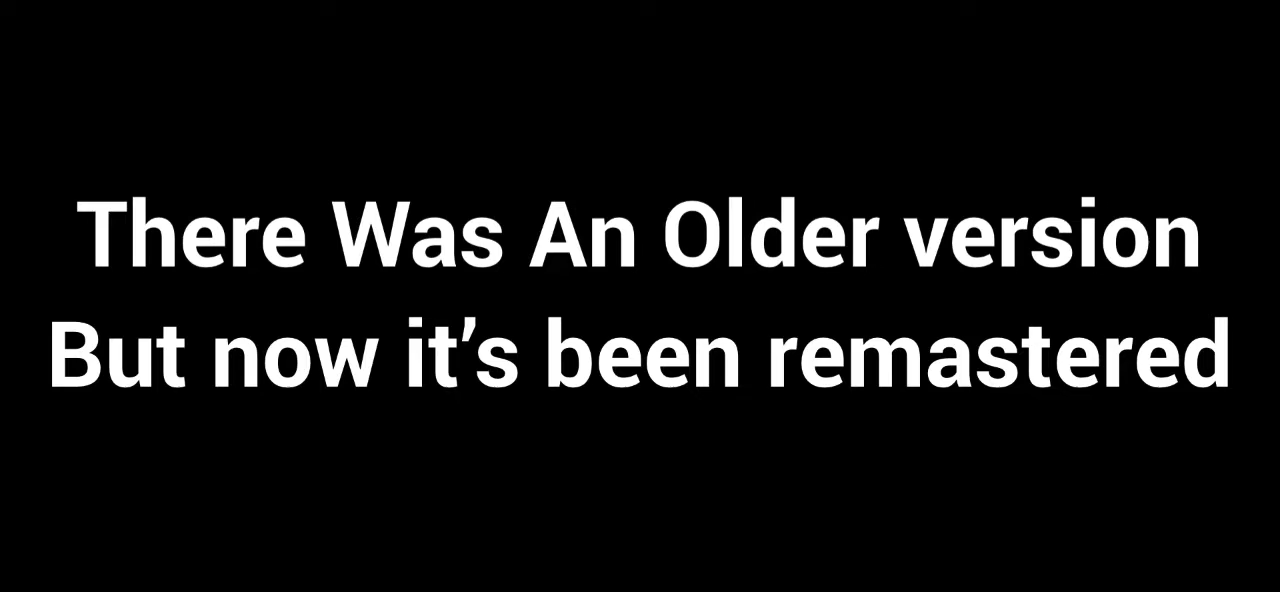 There Was An Older version
But now it’s been remastered